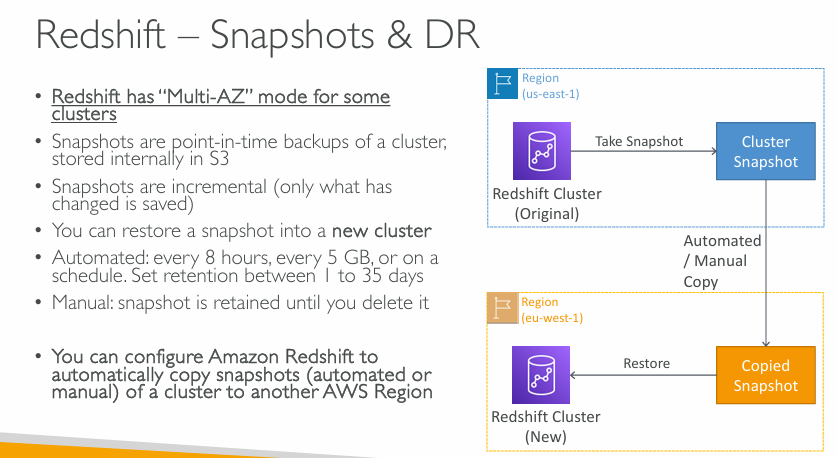 Redshift – Snapshots & DR
• Redshift has “Multi-AZ” mode for some
clusters
• Snapshots are point-in-time backups of a cluster,
stored internally in S3
• Snapshots are incremental (only what has
changed is saved)
• You can restore a snapshot into a new cluster
• Automated: every 8 hours, every 5 GB, or on a
schedule. Set retention between 1 to 35 days
• Manual: snapshot is retained until you delete it
• You can configure Amazon Redshift to
automatically copy snapshots (automated or
manual) of a cluster to another AWS Region
Region
(us-east-1)
Take Snapshot
Cluster
Snapshot
Redshift Cluster
(Original)
Automated
/ Manual
Copy
Region
(eu-west-1)
Restore
Copied
Snapshot
Redshift Cluster
(New)